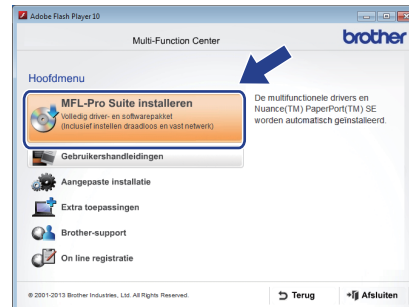 Adobe Flash Player 10
Multi-Function Center
brother
Hoofdmenu
MFL-Pro Suite installeren
Volledig driver- en softwarepakket
(Inclusief instellen draadloos en vast netwerk)
De multifunctionele drivers en
Nuance(TM) PaperPort(TM) SE
worden automatisch geïnstalleerd.
Gebruikershandleidingen
Aangepaste installatie
Extra toepassingen
Brother-support
On line registratie
© 2001-2013 Brother Industries, Ltd. All Rights Reserved.
Terug
Afsluiten